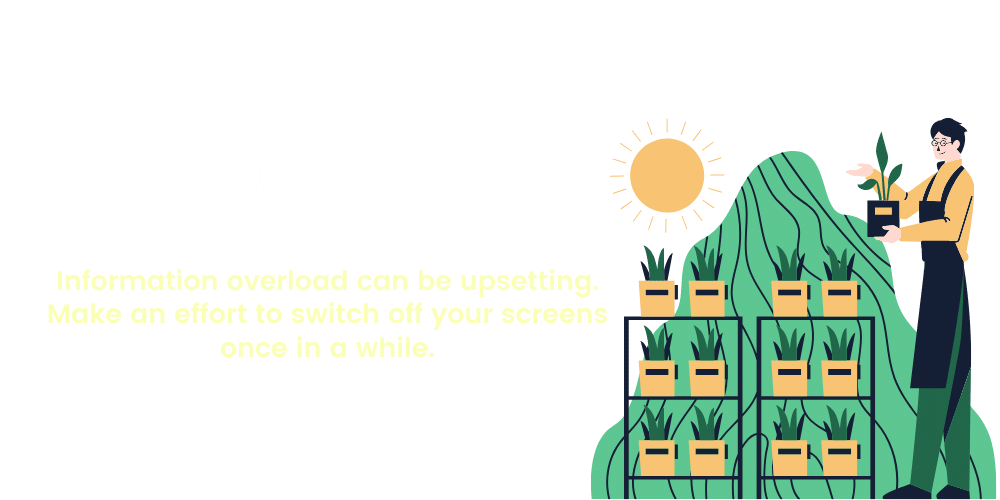 Information overload can be upsetting.
Make an effort to switch off your screens
once in a while.